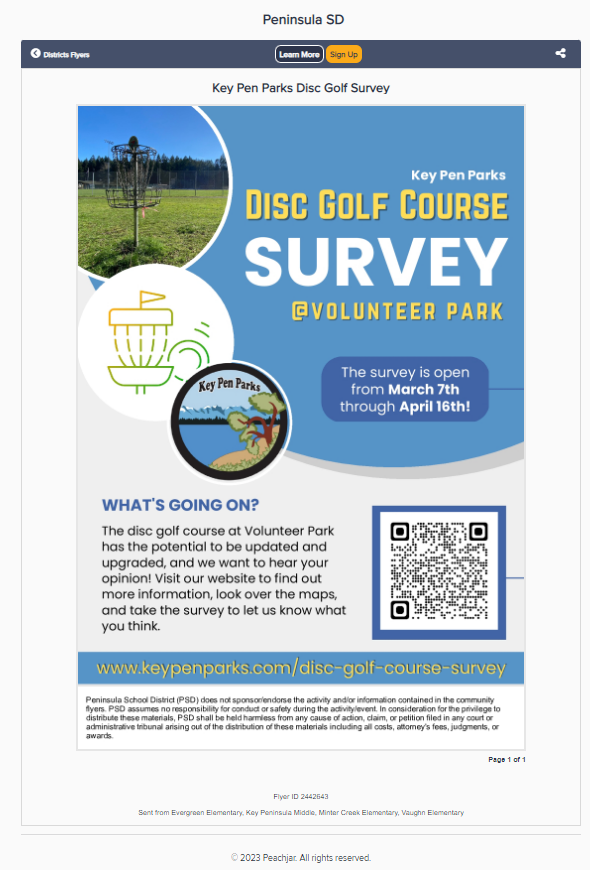 Peninsula SD
Districts Flyers
Learn More
Sign Up
Key Pen Parks Disc Golf Survey
Key Pen Parks
DISC GOLF COURSE
SURVEY
@VOLUNTEER PARK
The survey is open
from March 7th
through April 16th!
Key Pen Parks
WHAT'S GOING ON?
The disc golf course at Volunteer Park
has the potential to be updated and
upgraded, and we want to hear your
opinion! Visit our website to find out
more information, look over the maps,
and take the survey to let us know what
you think.
www.keypenparks.com/disc-golf-course-survey
Peninsula School District (PSD) does not sponsor/endorse the activity and/or information contained in the community
flyers. PSD assumes no responsibility for conduct or safety during the activity/event. In consideration for the privilege to
distribute these materials, PSD shall be held harmless from any cause of action, claim, or petition filed in any court or
administrative tribunal arising out of the distribution of these materials including all costs, attorney's fees, judgments, or
awards.
Page 1 of 1
Flyer ID 2442643
Sent from Evergreen Elementary, Key Peninsula Middle, Minter Creek Elementary, Vaughn Elementary
© 2023 Peachjar. All rights reserved.